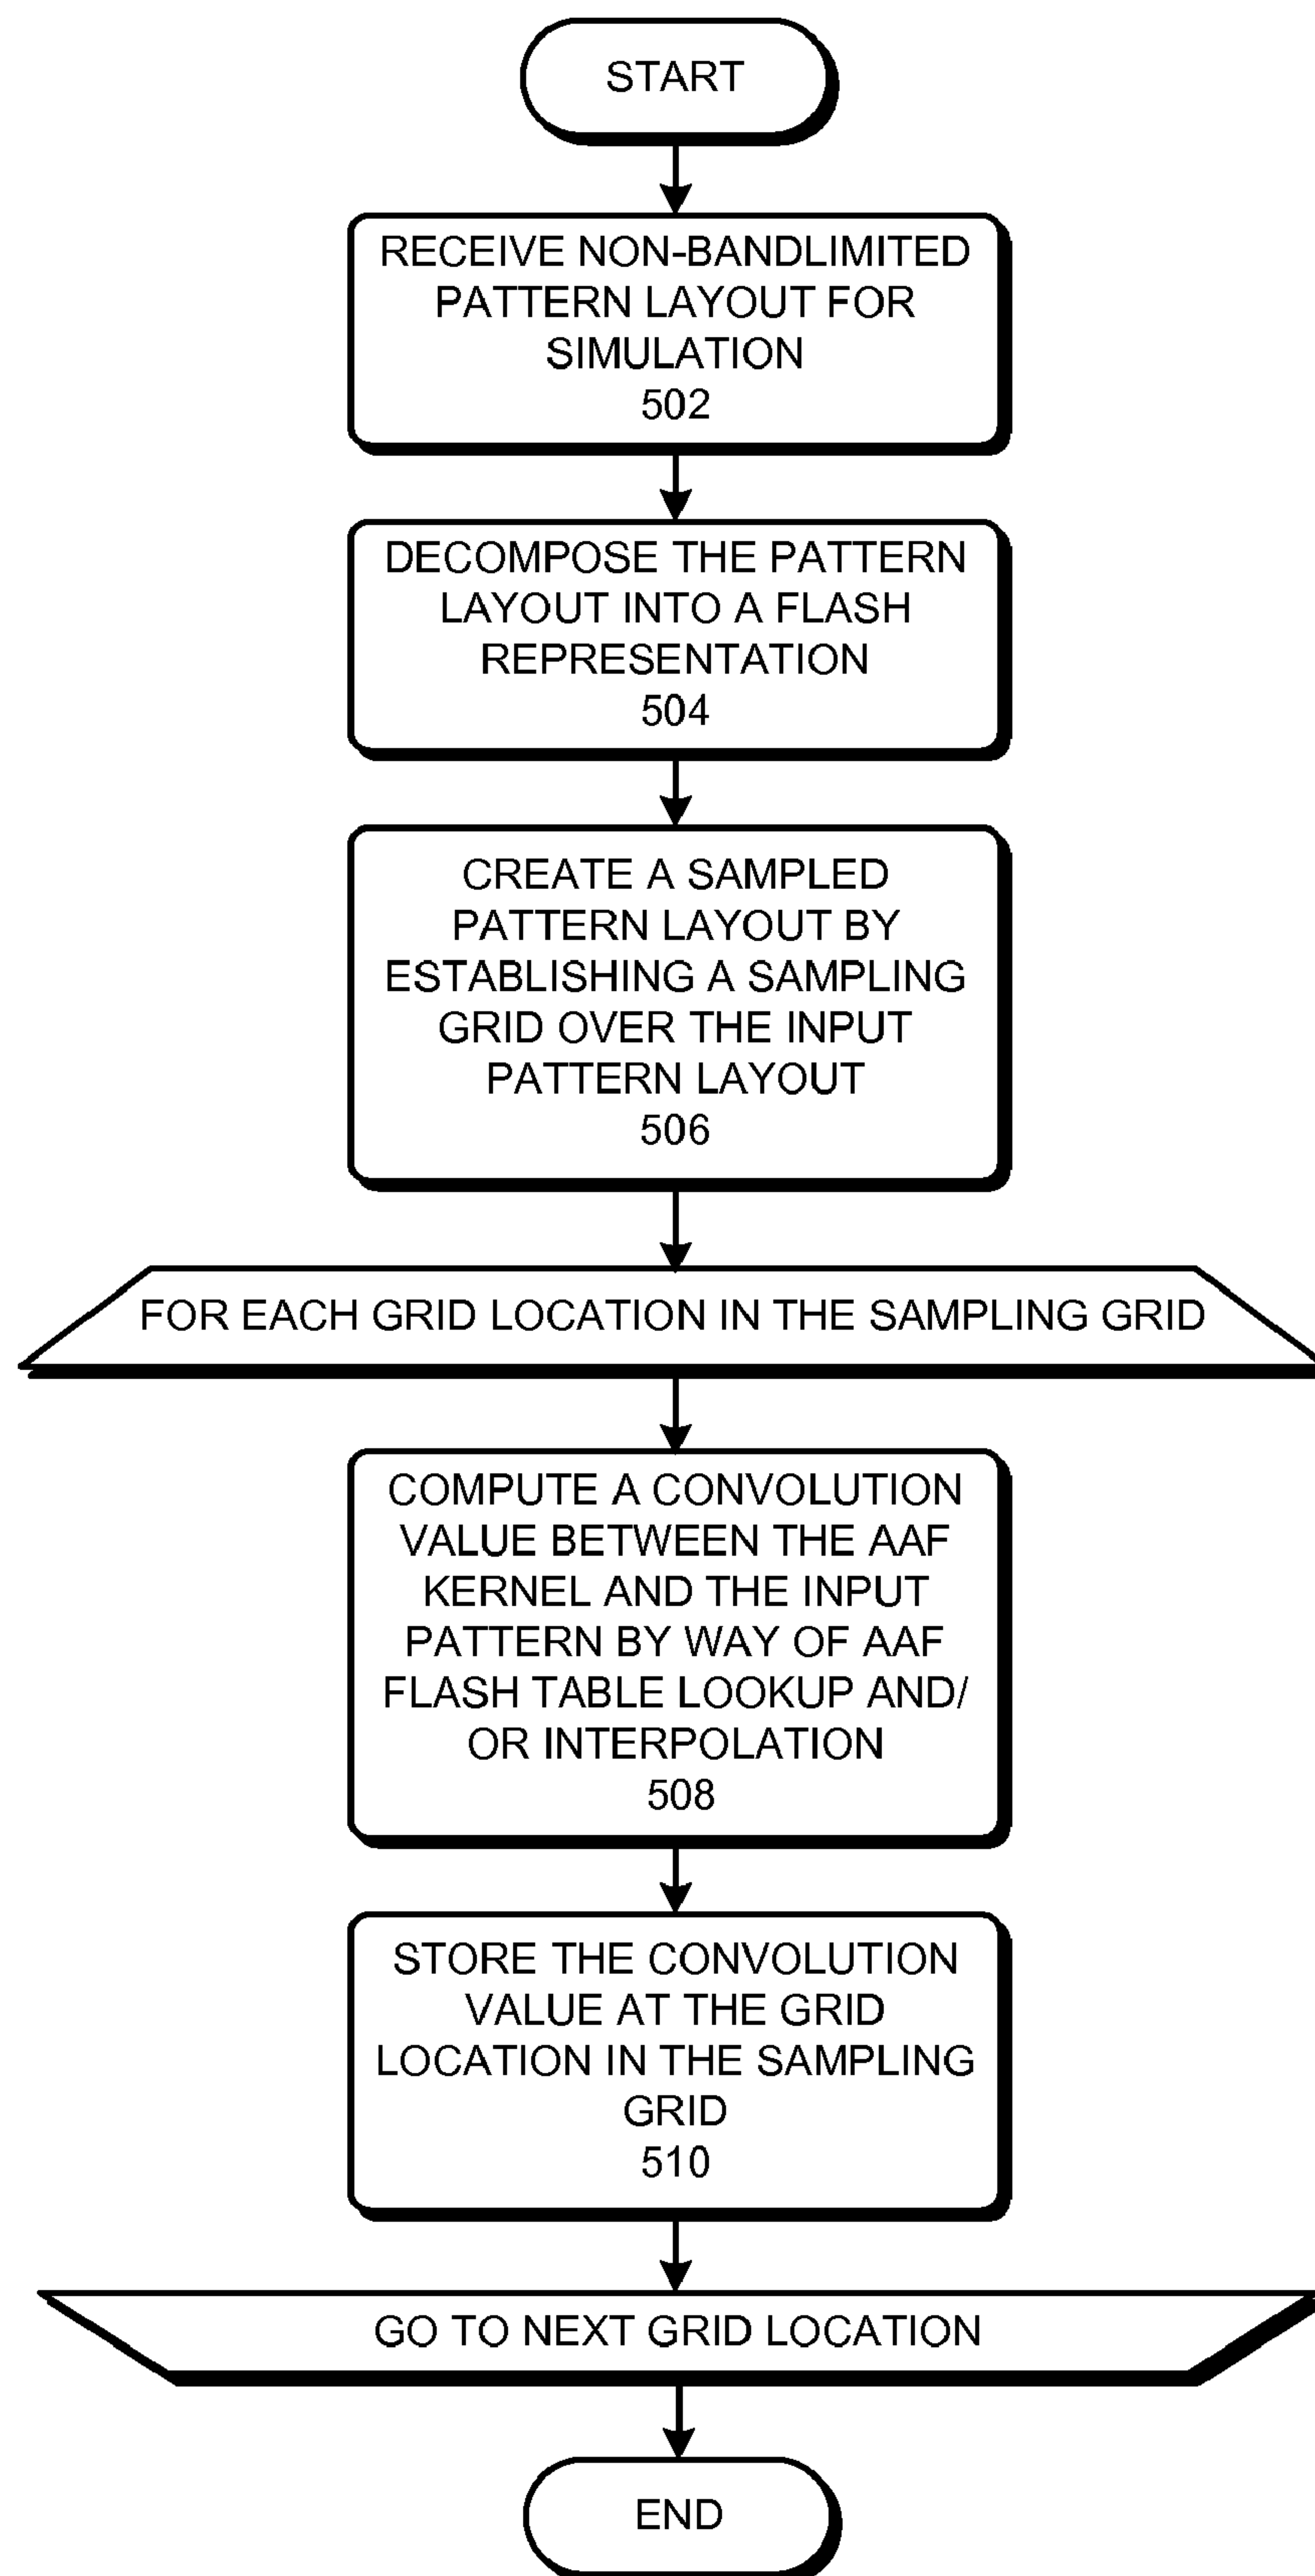 START
RECEIVE NON-BANDLIMITED
PATTERN LAYOUT FOR
SIMULATION
502
DECOMPOSE THE PATTERN
LAYOUT INTO A FLASH
REPRESENTATION
504
CREATE A SAMPLED
PATTERN LAYOUT BY
ESTABLISHING A SAMPLING
GRID OVER THE INPUT
PATTERN LAYOUT
506
FOR EACH GRID LOCATION IN THE SAMPLING GRID
COMPUTE A CONVOLUTION
VALUE BETWEEN THE AAF
KERNEL AND THE INPUT
PATTERN BY WAY OF AAF
FLASH TABLE LOOKUP AND/
OR INTERPOLATION
508
STORE THE CONVOLUTION
VALUE AT THE GRID
LOCATION IN THE SAMPLING
GRID
510
GO TO NEXT GRID LOCATION
END